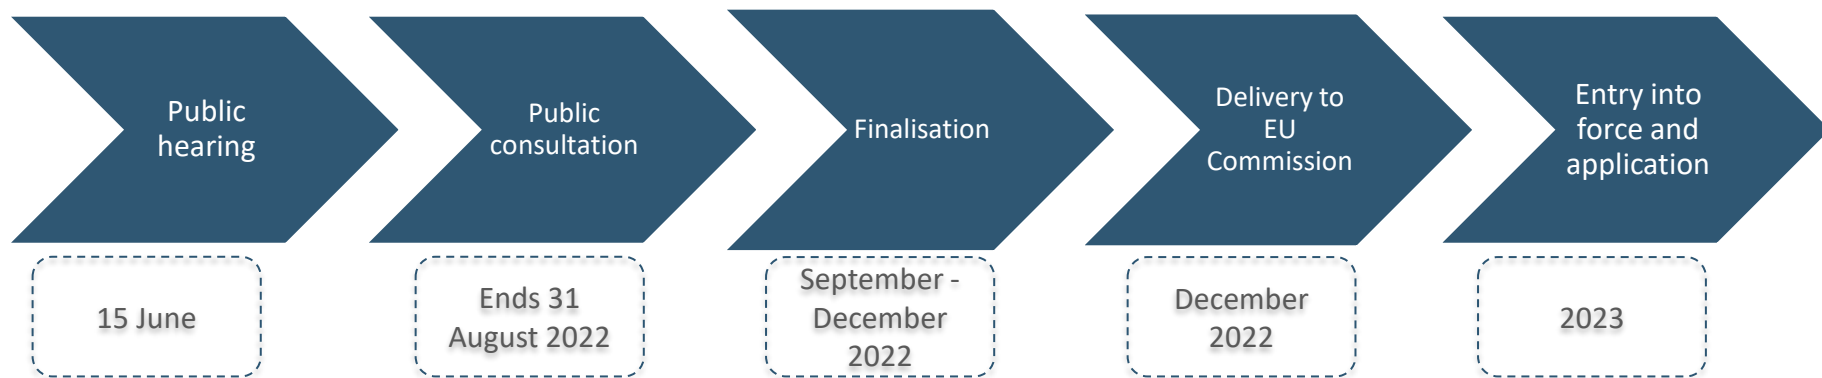 Public
hearing
Public
consultation
Finalisation
Delivery to
EU
Commission
Entry into
force and
application
15 June
Ends 31
August 2022
September -
December
2022
December
2022
2023